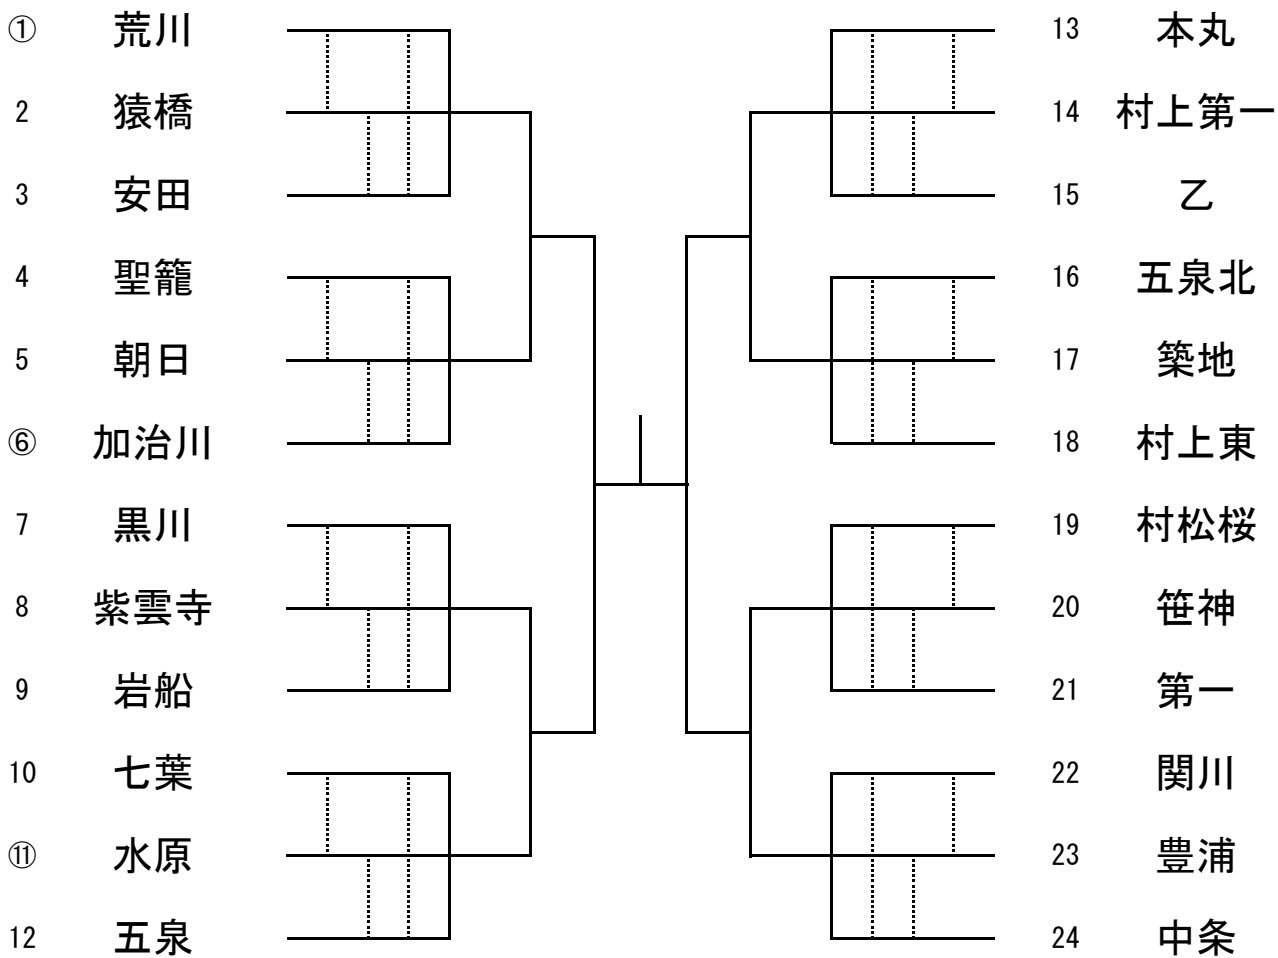 ① 荒川
2 猿橋
3 安田
4 聖籠
5 朝日
⑥ 加治川
7 黒川
8 紫雲寺
9 岩船
10 七葉
⑪ 水原
12 五泉
13 本丸
14 村上第一
15 乙
16 五泉北
17 築地
18 村上東
19 村松桜
20 笹神
21 第一
22 関川
23 豊浦
24 中条